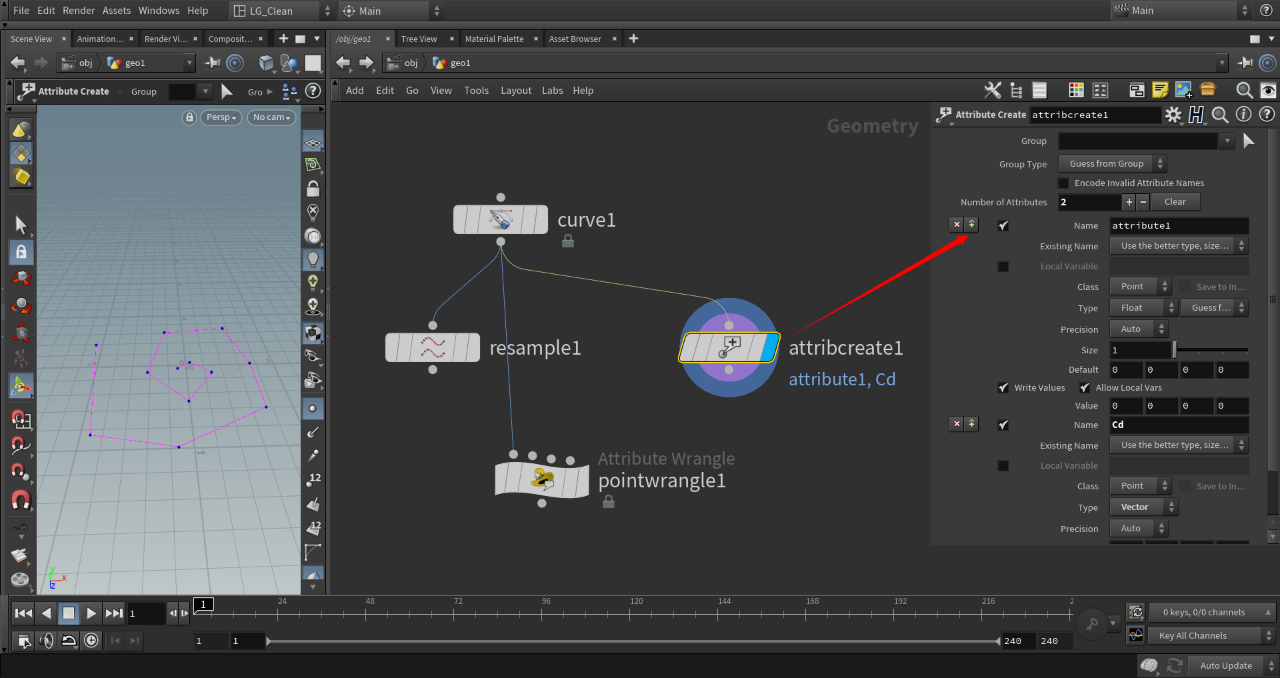 File Edit Render Assets Windows Help LG_Clean Main Main
Scene View Animation... Render Vi... Composit... /obj/geo1 Tree View Material Palette Asset Browser
obj geo1 obj geo1
Attribute Create Group Gro Add Edit Go View Tools Layout Labs Help
Persp No cam Geometry Attribute Create attribcreate1
Group
Group Type Guess from Group
Encode Invalid Attribute Names
Number of Attributes 2 + − Clear
curve1 Name attribute1
Existing Name Use the better type, size...
Local Variable
Class Point Save to In...
Type Float Guess f...
Precision Auto
resample1 attribcreate1 Size 1
attribute1, Cd Default 0 0 0 0
Write Values Allow Local Vars
Value 0 0 0 0
Name Cd
Existing Name Use the better type, size...
Attribute Wrangle
Local Variable
pointwrangle1
12 Class Point Save to In...
Type Vector
12 Precision Auto
y
x
z
1 1 24 48 72 96 120 144 168 192 216 2 0 keys, 0/0 channels
1 1 240 240 Key All Channels
Auto Update